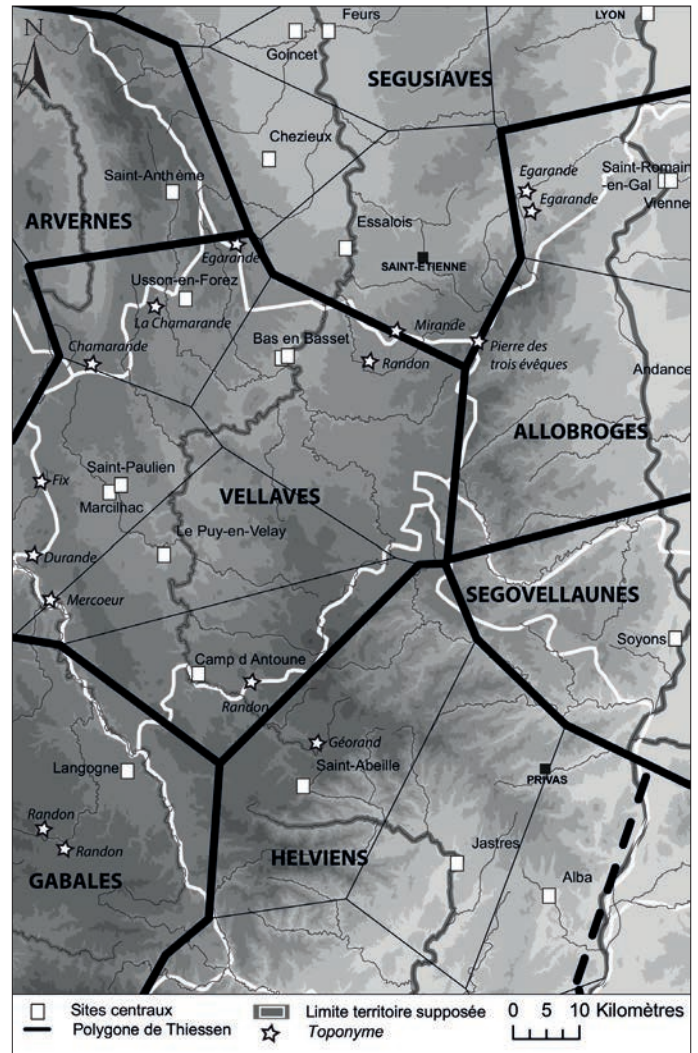 N
Feurs
LYON
Goincet
SEGUSIAVES
Chezieux
Saint-Anthème
Egarande
Saint-Romain
-en-Gal
Vienne
Egarande
ARVERNES
Essalois
Egarande
SAINT-ETIENNE
Usson-en-Forez
La Chamarande
Mirande
Chamarande
Bas en Basset
Pierre des
trois évêques
Randon
Andance
ALLOBROGES
Saint-Paulien
Fix
Marcilhac
VELLAVES
Le Puy-en-Velay
Durande
Mercoeur
SEGOVELLAUNES
Soyons
Camp d Antoune
Randon
Géorand
Langogne
Saint-Abeille
PRIVAS
Randon
Randon
HELVIENS
Jastres
GABALES
Alba
Sites centraux
Limite territoire supposée
0 5 10 Kilomètres
Polygone de Thiessen
Toponyme